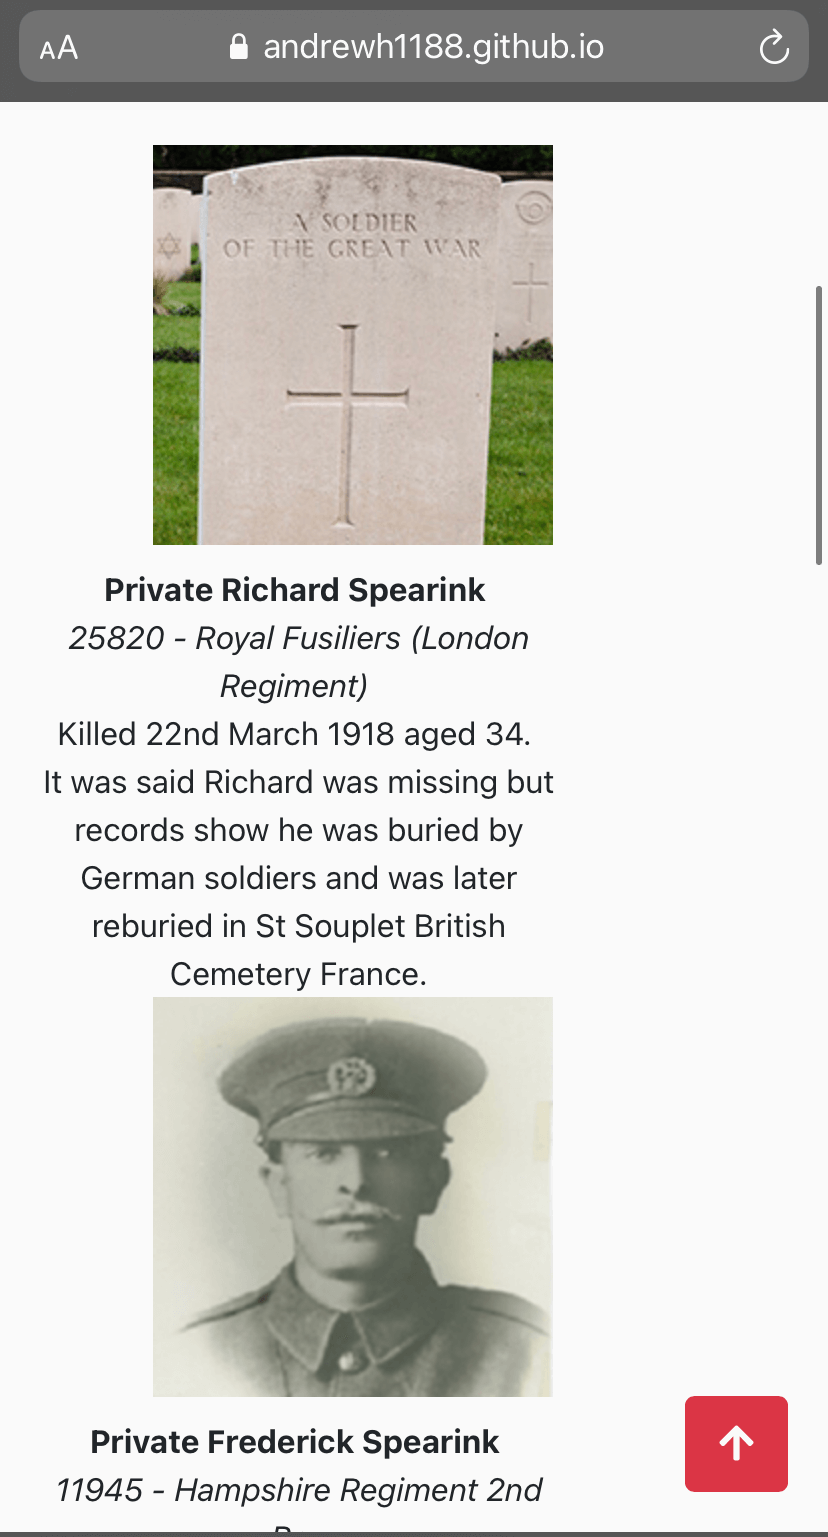 AA
andrewh1188.github.io
A SOLDIER
OF THE GREAT WAR
Private Richard Spearink
25820 - Royal Fusiliers (London
Regiment)
Killed 22nd March 1918 aged 34.
It was said Richard was missing but
records show he was buried by
German soldiers and was later
reburied in St Souplet British
Cemetery France.
Private Frederick Spearink
11945 - Hampshire Regiment 2nd